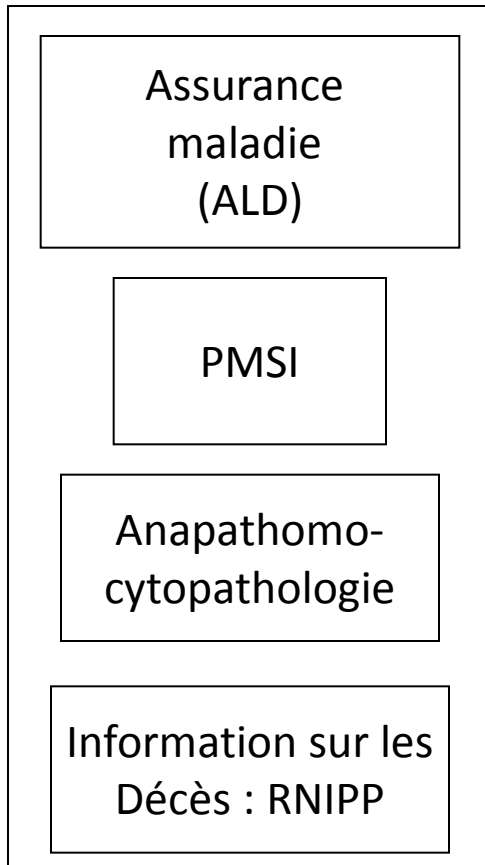 Assurance
maladie
(ALD)
PMSI
Anapathomo-
cytopathologie
Information sur les
Décès : RNIPP